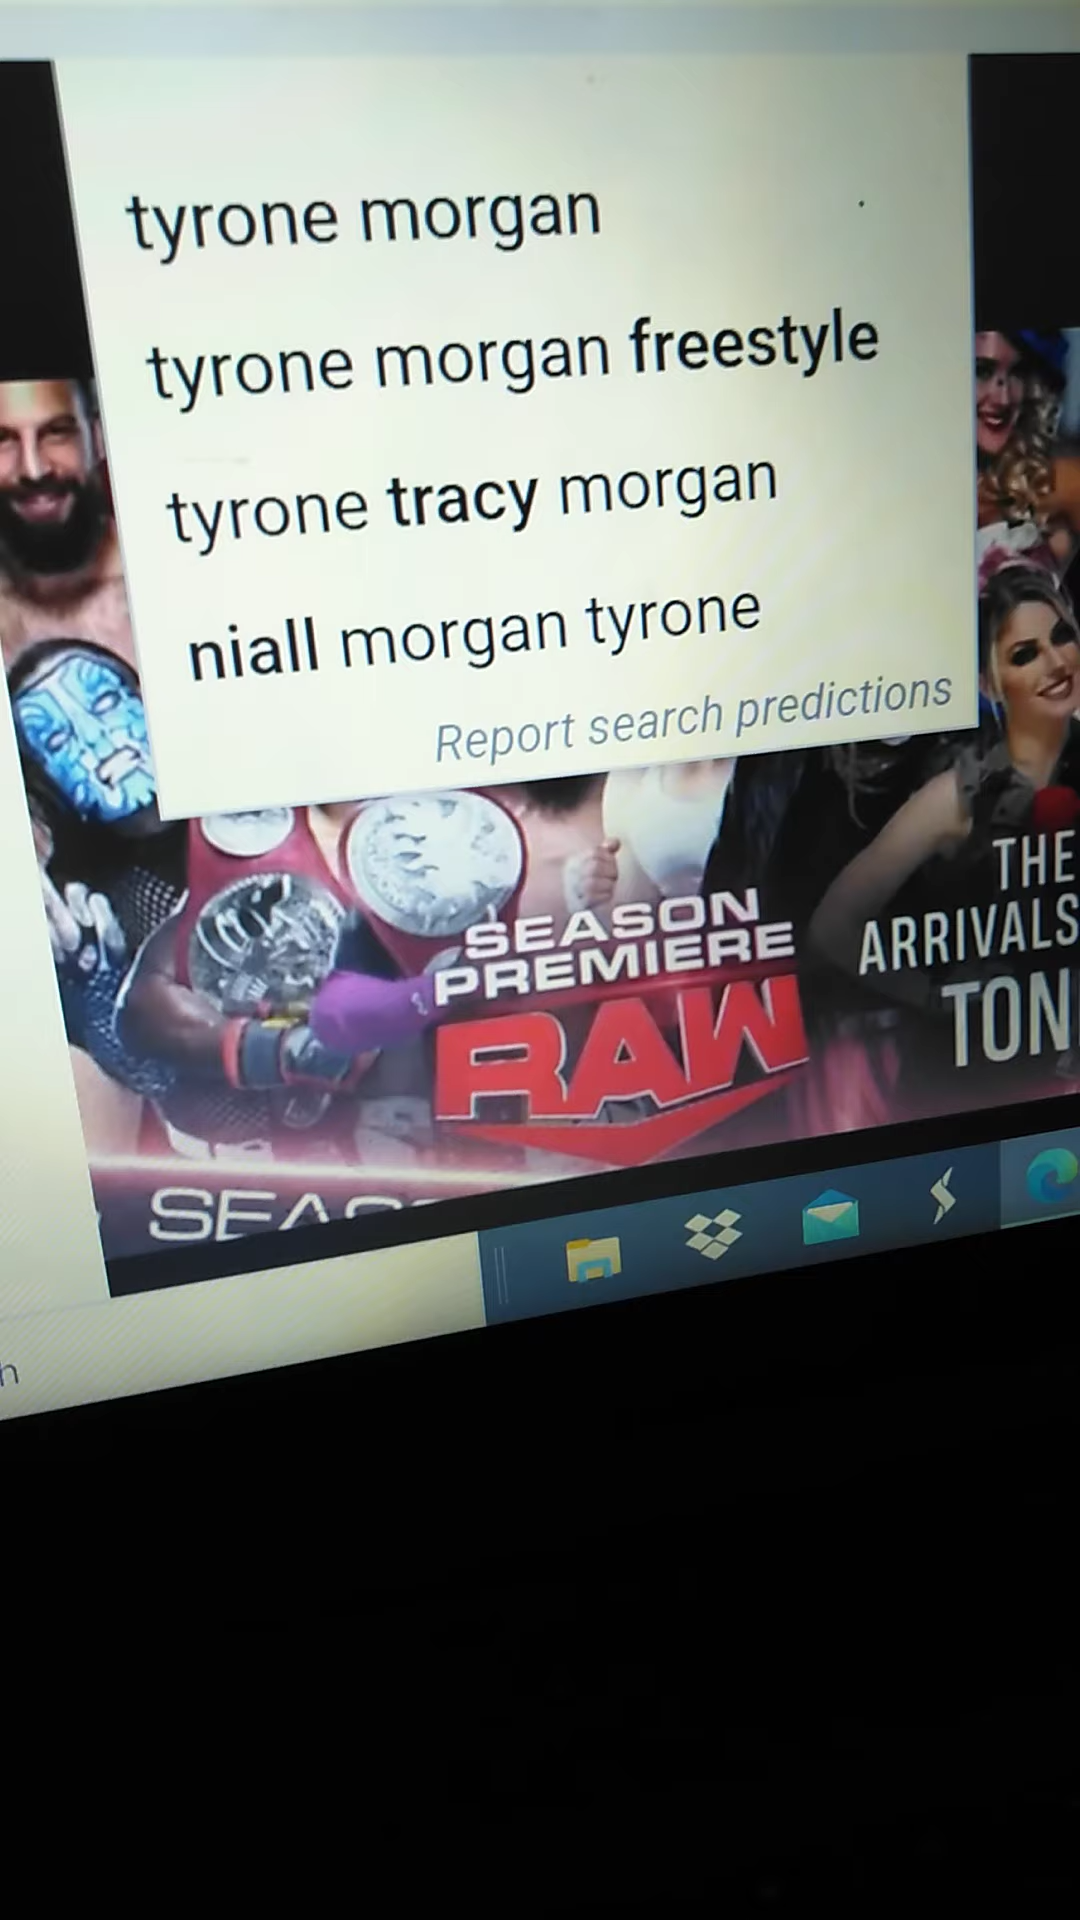 tyrone morgan
tyrone morgan freestyle
tyrone tracy morgan
niall morgan tyrone
Report search predictions
SEASON
PREMIERE
RAW
THE
ARRIVALS
TON